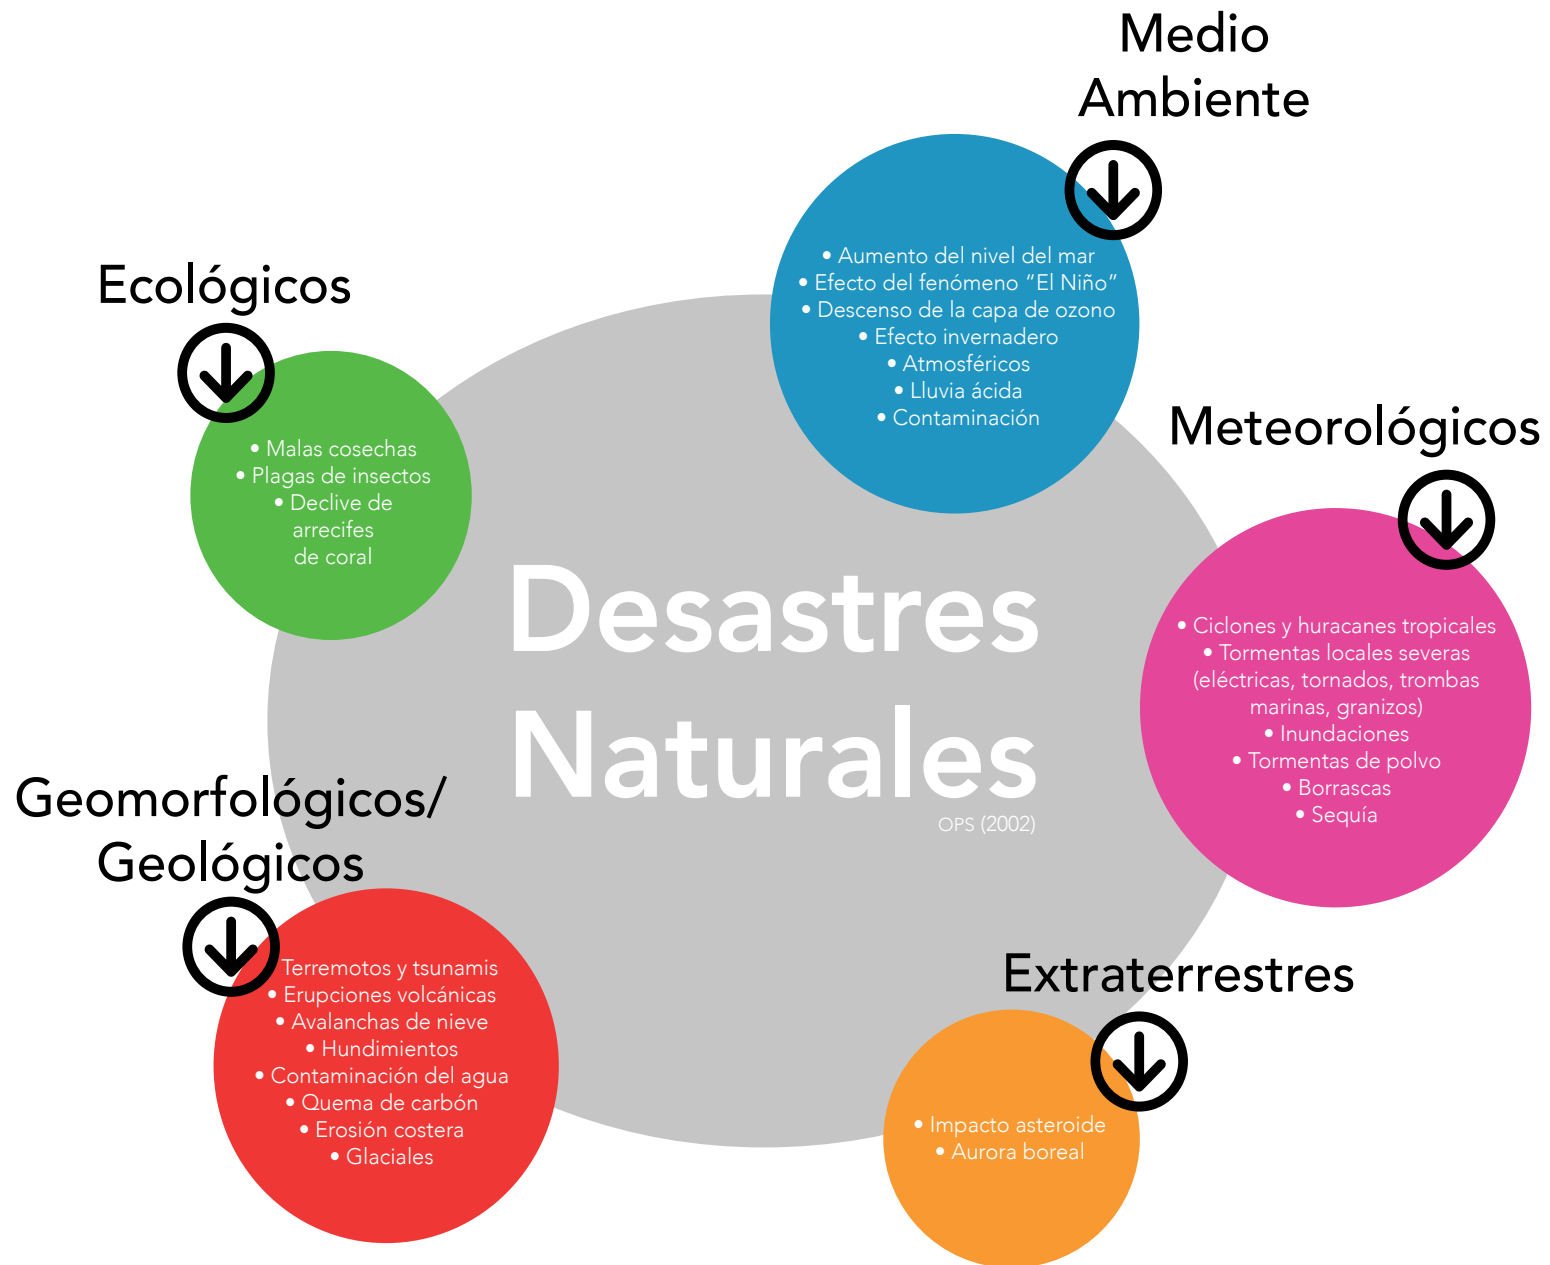 Medio
Ambiente
• Aumento del nivel del mar
• Efecto del fenómeno “El Niño”
• Descenso de la capa de ozono
• Efecto invernadero
• Atmosféricos
• Lluvia ácida
• Contaminación
Ecológicos
• Malas cosechas
• Plagas de insectos
• Declive de
arrecifes
de coral
Meteorológicos
• Ciclones y huracanes tropicales
• Tormentas locales severas
(eléctricas, tornados, trombas
marinas, granizos)
• Inundaciones
• Tormentas de polvo
• Borrascas
• Sequía
Desastres
Naturales
OPS (2002)
Geomorfológicos/
Geológicos
Terremotos y tsunamis
• Erupciones volcánicas
• Avalanchas de nieve
• Hundimientos
• Contaminación del agua
• Quema de carbón
• Erosión costera
• Glaciales
Extraterrestres
• Impacto asteroide
• Aurora boreal